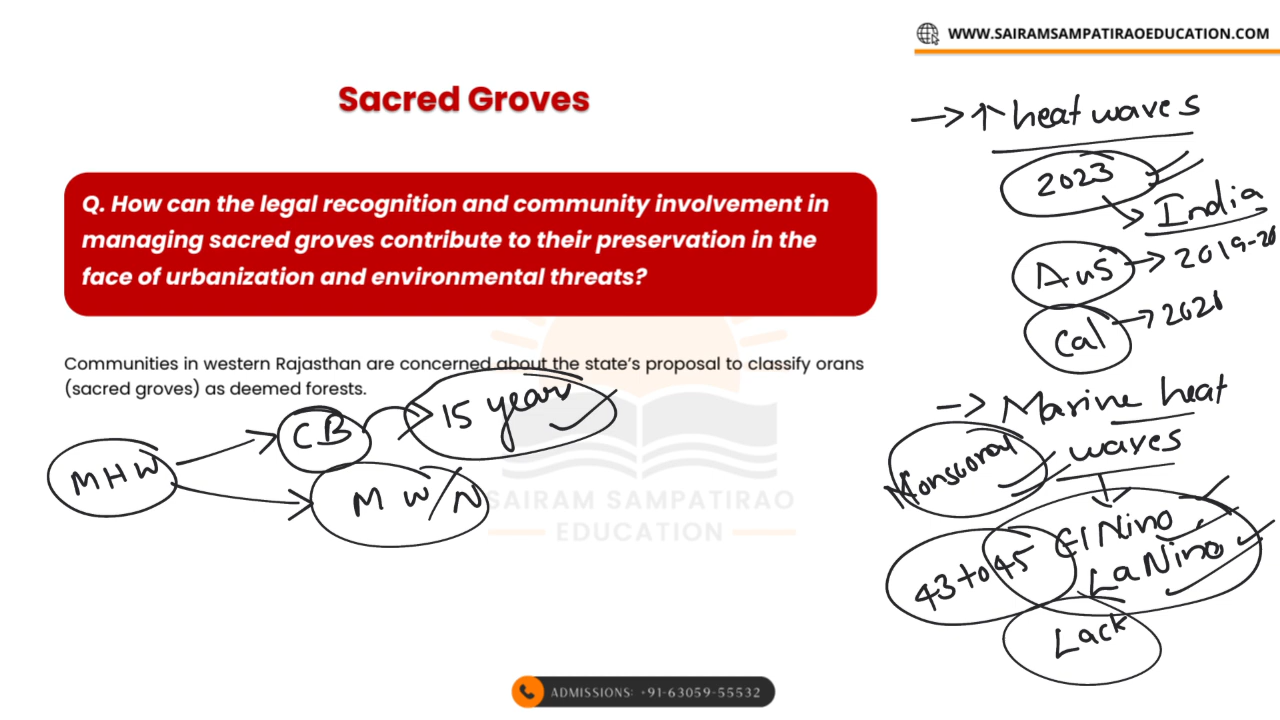 WWW.SAIRAMSAMPATIRAOEDUCATION.COM
Sacred Groves
Q. How can the legal recognition and community involvement in
managing sacred groves contribute to their preservation in the
face of urbanization and environmental threats?
Communities in western Rajasthan are concerned about the state's proposal to classify orans
(sacred groves) as deemed forests.
MHW
CB
15 year
M W/N
SAIRAM SAMPATIRAO
EDUCATION
→ ↑ heat waves
2023
→ India
Aus → 2019-20
Cal → 2021
→ Marine heat
waves
Monsoonal
El Nino
La Nino
43 to 45
Lack
ADMISSIONS: +91-63059-55532